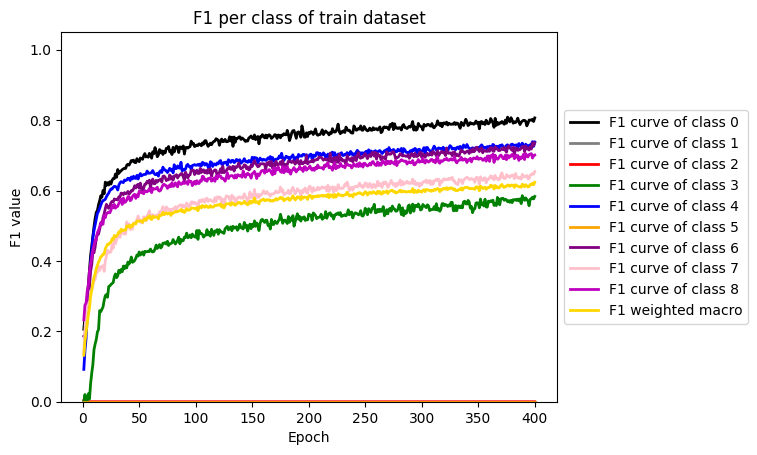 F1 per class of train dataset
1.0
0.8
0.6
0.4
0.2
0.0
F1 value
0 50 100 150 200 250 300 350 400
Epoch
F1 curve of class 0
F1 curve of class 1
F1 curve of class 2
F1 curve of class 3
F1 curve of class 4
F1 curve of class 5
F1 curve of class 6
F1 curve of class 7
F1 curve of class 8
F1 weighted macro